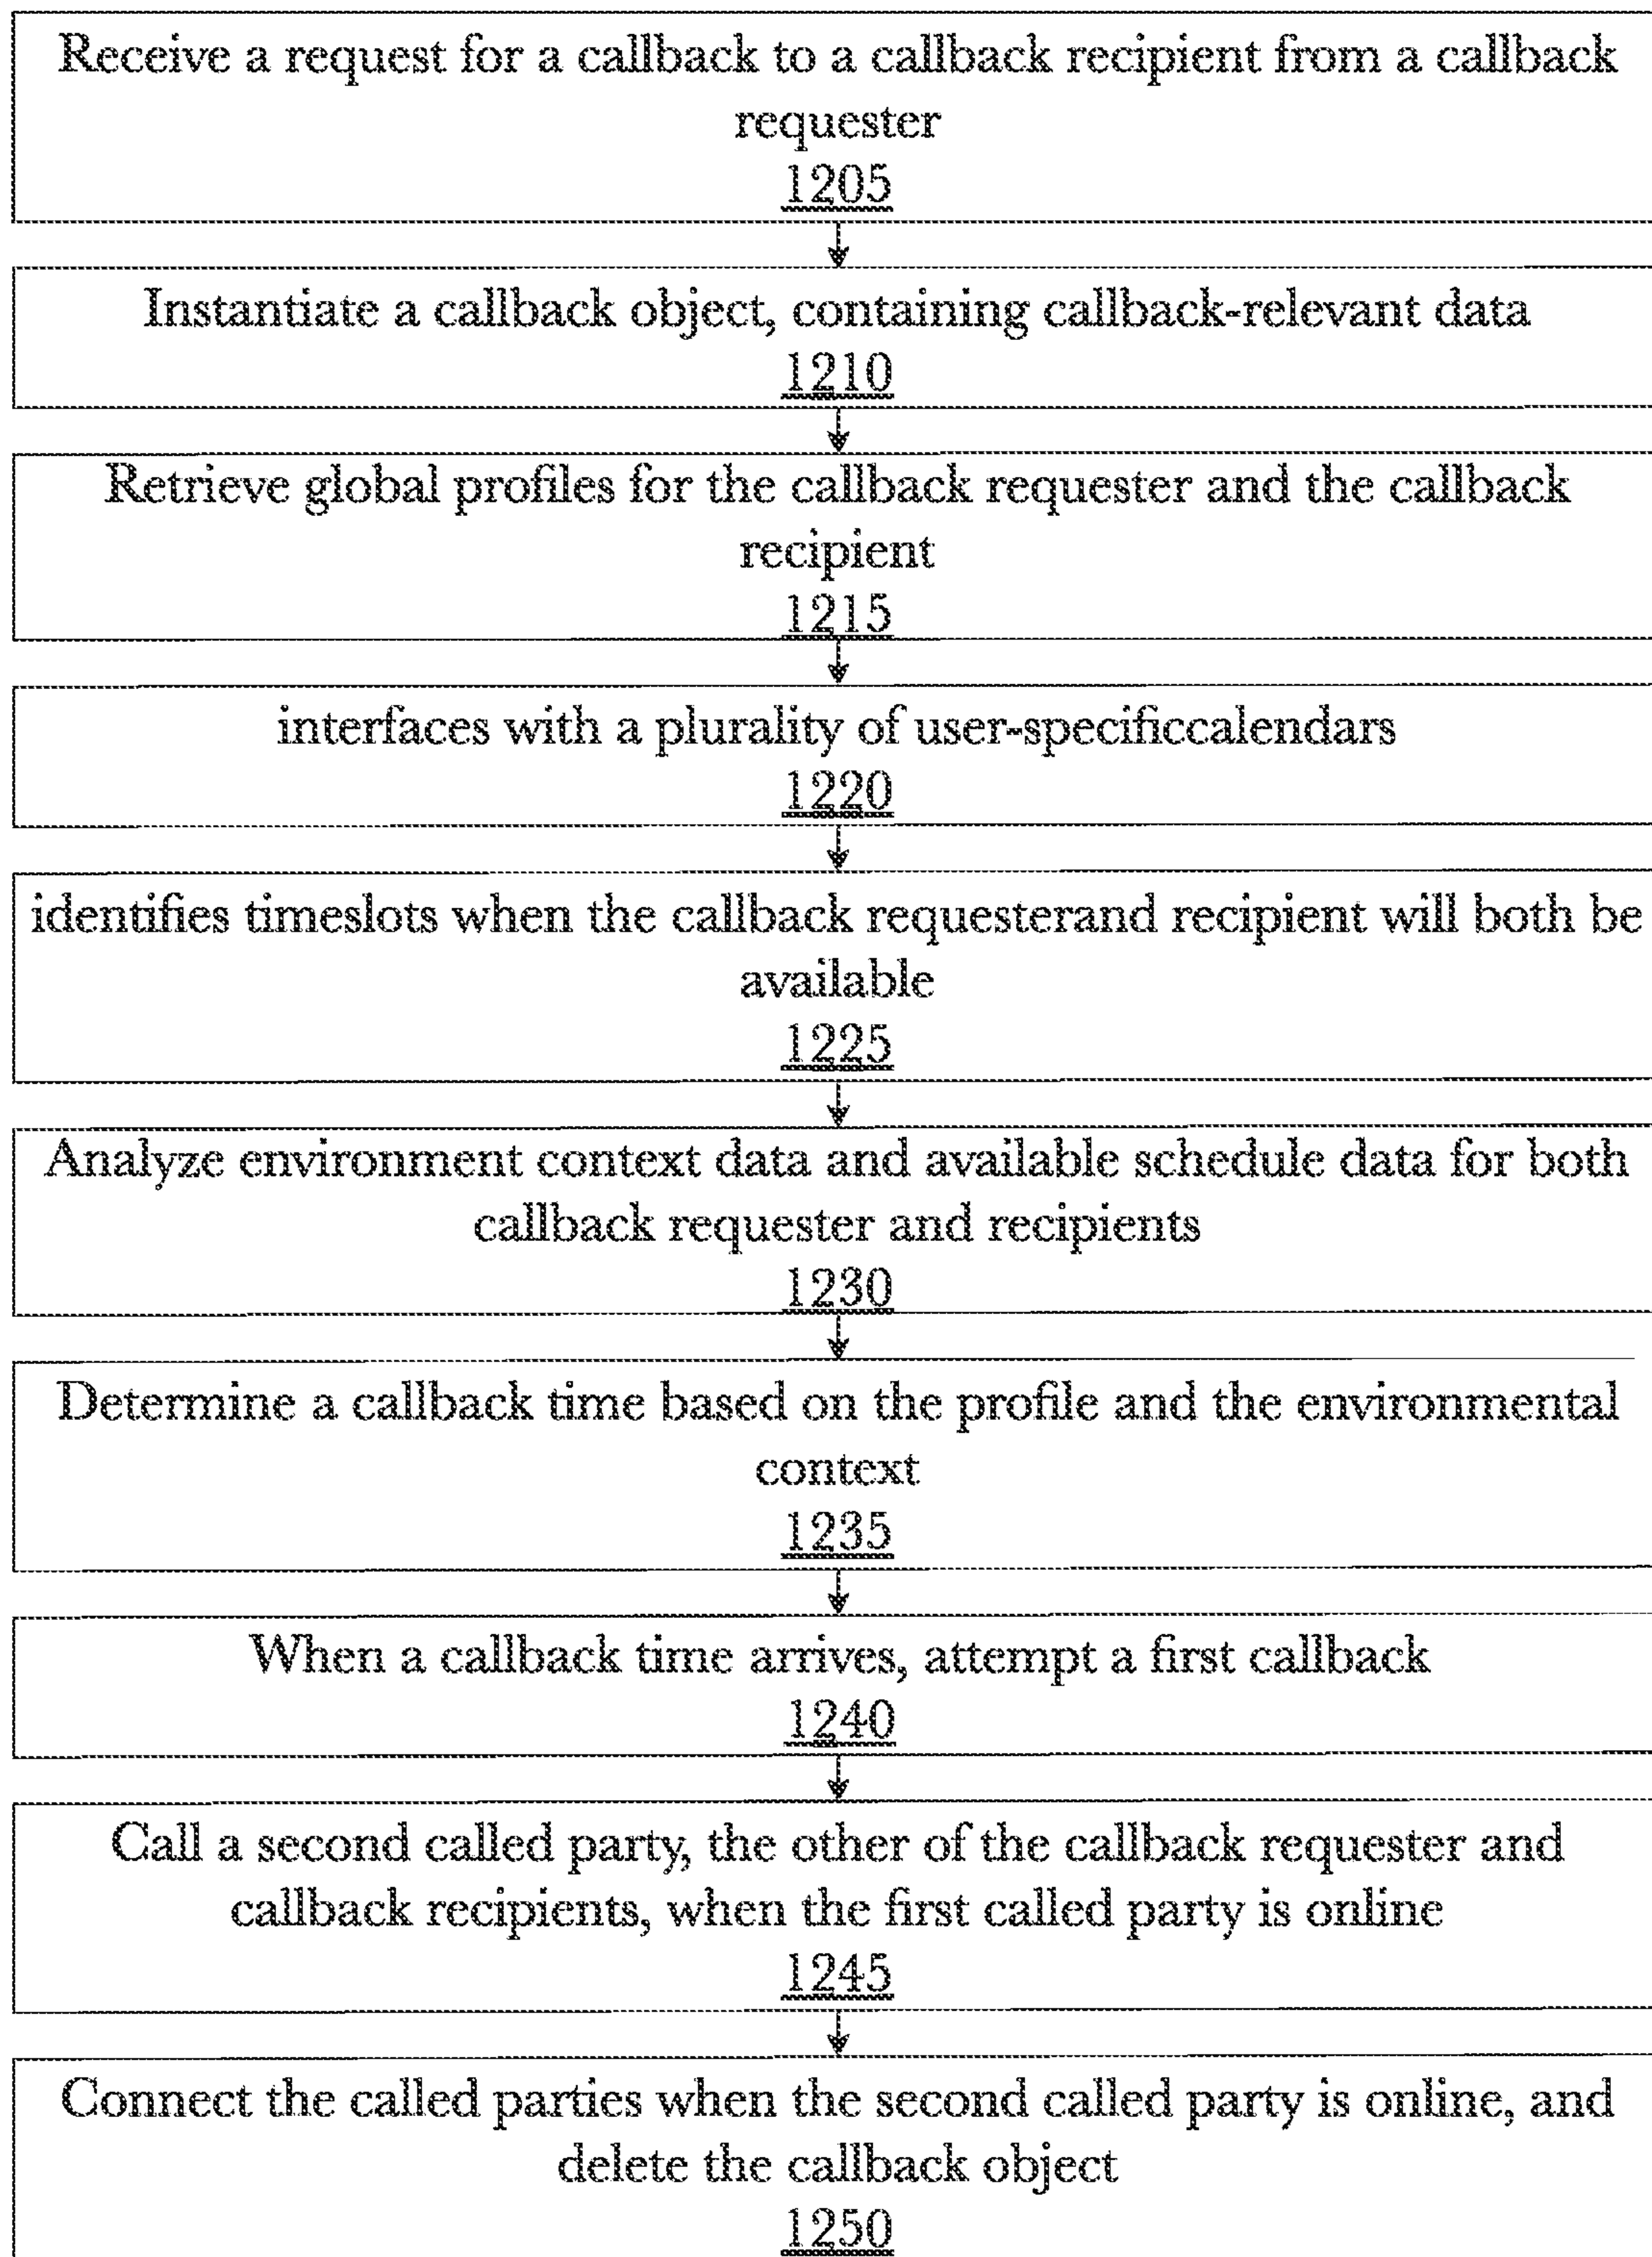 Receive a request for a callback to a callback recipient from a callback
requester
1205
Instantiate a callback object, containing callback-relevant data
1210
Retrieve global profiles for the callback requester and the callback
recipient
1215
interfaces with a plurality of user-specificcalendars
1220
identifies timeslots when the callback requesterand recipient will both be
available
1225
Analyze environment context data and available schedule data for both
callback requester and recipients
1230
Determine a callback time based on the profile and the environmental
context
1235
When a callback time arrives, attempt a first callback
1240
Call a second called party, the other of the callback requester and
callback recipients, when the first called party is online
1245
Connect the called parties when the second called party is online, and
delete the callback object
1250